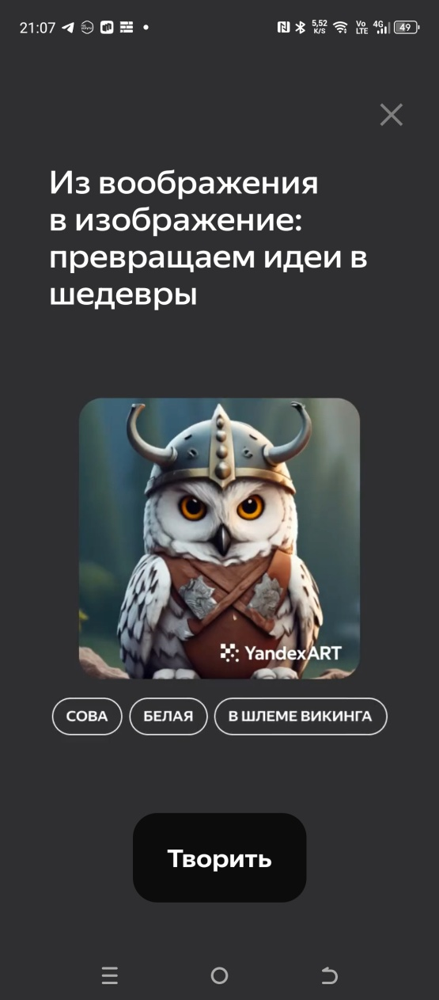 21:07
5,52
K/S
Vo
LTE
4G
49
Из воображения
в изображение:
превращаем идеи в
шедевры
YandexART
СОВА
БЕЛАЯ
В ШЛЕМЕ ВИКИНГА
Творить